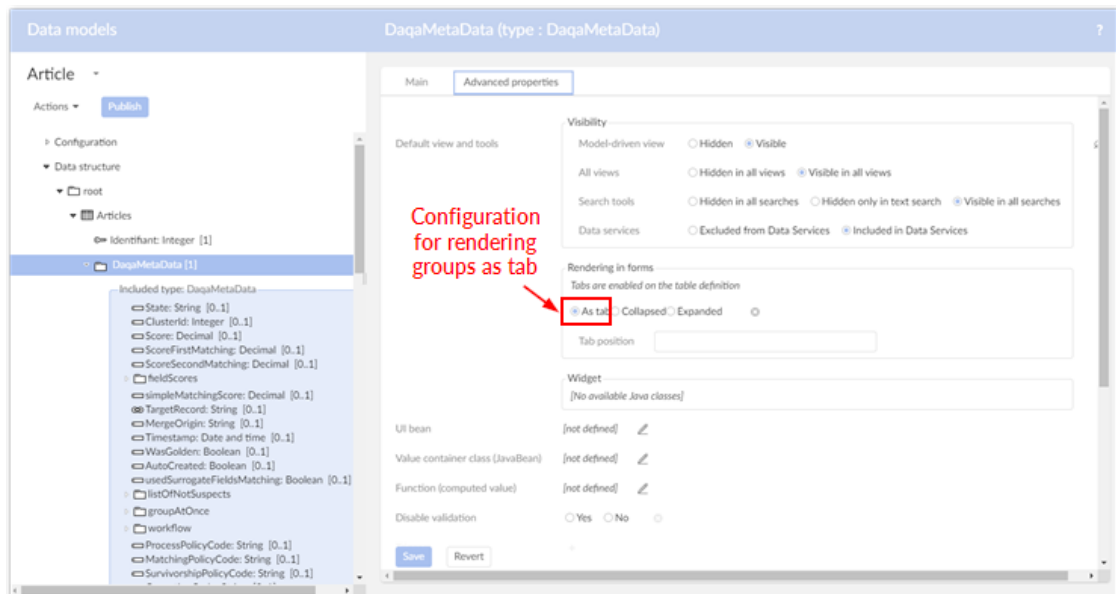 Data models
DaqaMetaData (type : DaqaMetaData)
?
Article
Actions
Publish
Configuration
Data structure
root
Articles
Identifiant: Integer [1]
DaqaMetaData [1]
Included type: DaqaMetaData
State: String [0..1]
ClusterId: Integer [0..1]
Score: Decimal [0..1]
ScoreFirstMatching: Decimal [0..1]
ScoreSecondMatching: Decimal [0..1]
fieldScores
simpleMatchingScore: Decimal [0..1]
TargetRecord: String [0..1]
MergeOrigin: String [0..1]
Timestamp: Date and time [0..1]
WasGolden: Boolean [0..1]
AutoCreated: Boolean [0..1]
usedSurrogateFieldsMatching: Boolean [0..1]
listOfNotSuspects
groupAtOnce
workflow
ProcessPolicyCode: String [0..1]
MatchingPolicyCode: String [0..1]
SurvivorshipPolicyCode: String [0..1]
Main
Advanced properties
Default view and tools
Visibility
Model-driven view Hidden Visible
All views Hidden in all views Visible in all views
Search tools Hidden in all searches Hidden only in text search Visible in all searches
Data services Excluded from Data Services Included in Data Services
Configuration
for rendering
groups as tab
Rendering in forms
Tabs are enabled on the table definition
As tab Collapsed Expanded
Tab position
Widget
[No available Java classes]
UI bean [not defined]
Value container class (JavaBean) [not defined]
Function (computed value) [not defined]
Disable validation Yes No
Save
Revert